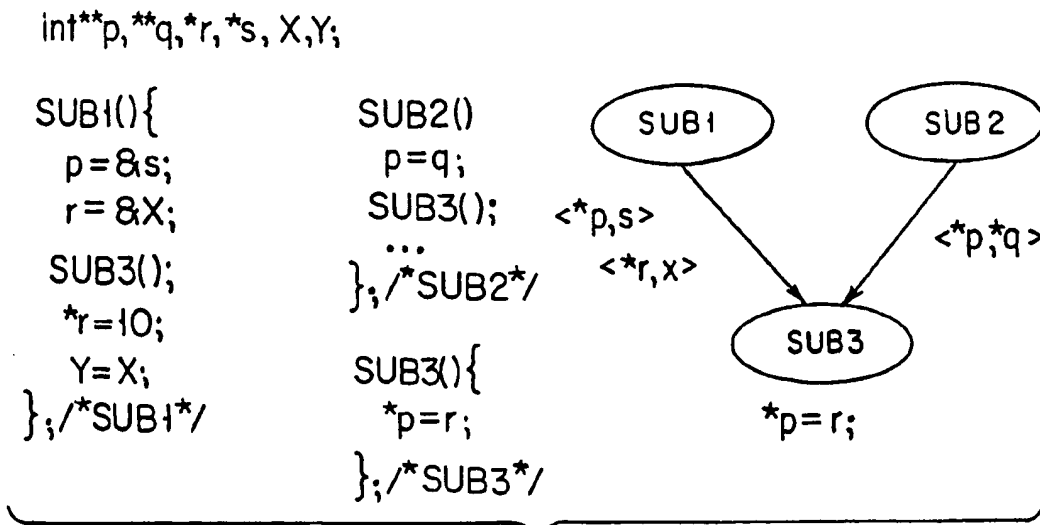 int**p,**q,*r,*s, X,Y;
SUB1(){
p=&s;
r=&X;
SUB3();
*r=10;
Y=X;
};/*SUB1*/
SUB2()
p=q;
SUB3();
...
};/*SUB2*/
SUB3(){
*p=r;
};/*SUB3*/
SUB1
SUB2
<*p,s>
<*r,x>
<*p,*q>
SUB3
*p=r;